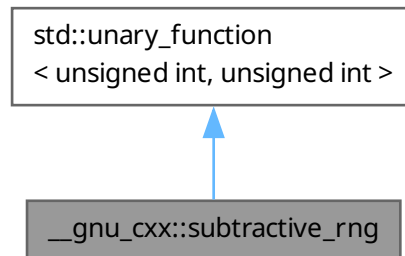 std::unary_function
< unsigned int, unsigned int >
__gnu_cxx::subtractive_rng